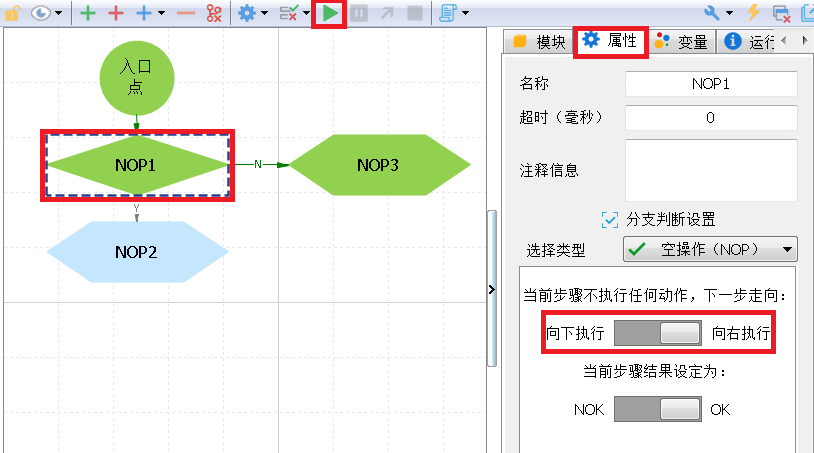 模块
属性
变量
运行
入口
点
NOP1
N
NOP3
Y
NOP2
名称
NOP1
超时（毫秒）
0
注释信息
分支判断设置
选择类型
空操作（NOP）
当前步骤不执行任何动作，下一步走向：
向下执行
向右执行
当前步骤结果设定为：
NOK
OK